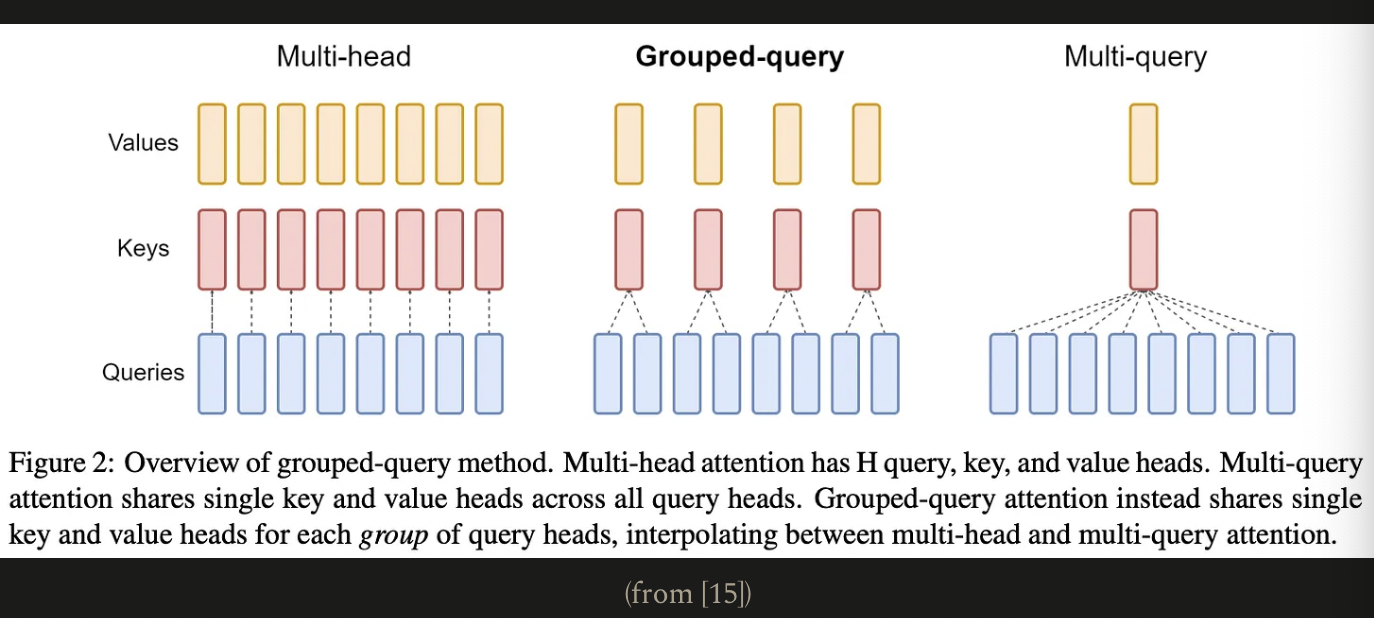 Multi-head
Grouped-query
Multi-query
Values
Keys
Queries
Figure 2: Overview of grouped-query method. Multi-head attention has H query, key, and value heads. Multi-query
attention shares single key and value heads across all query heads. Grouped-query attention instead shares single
key and value heads for each group of query heads, interpolating between multi-head and multi-query attention.
(from [15])